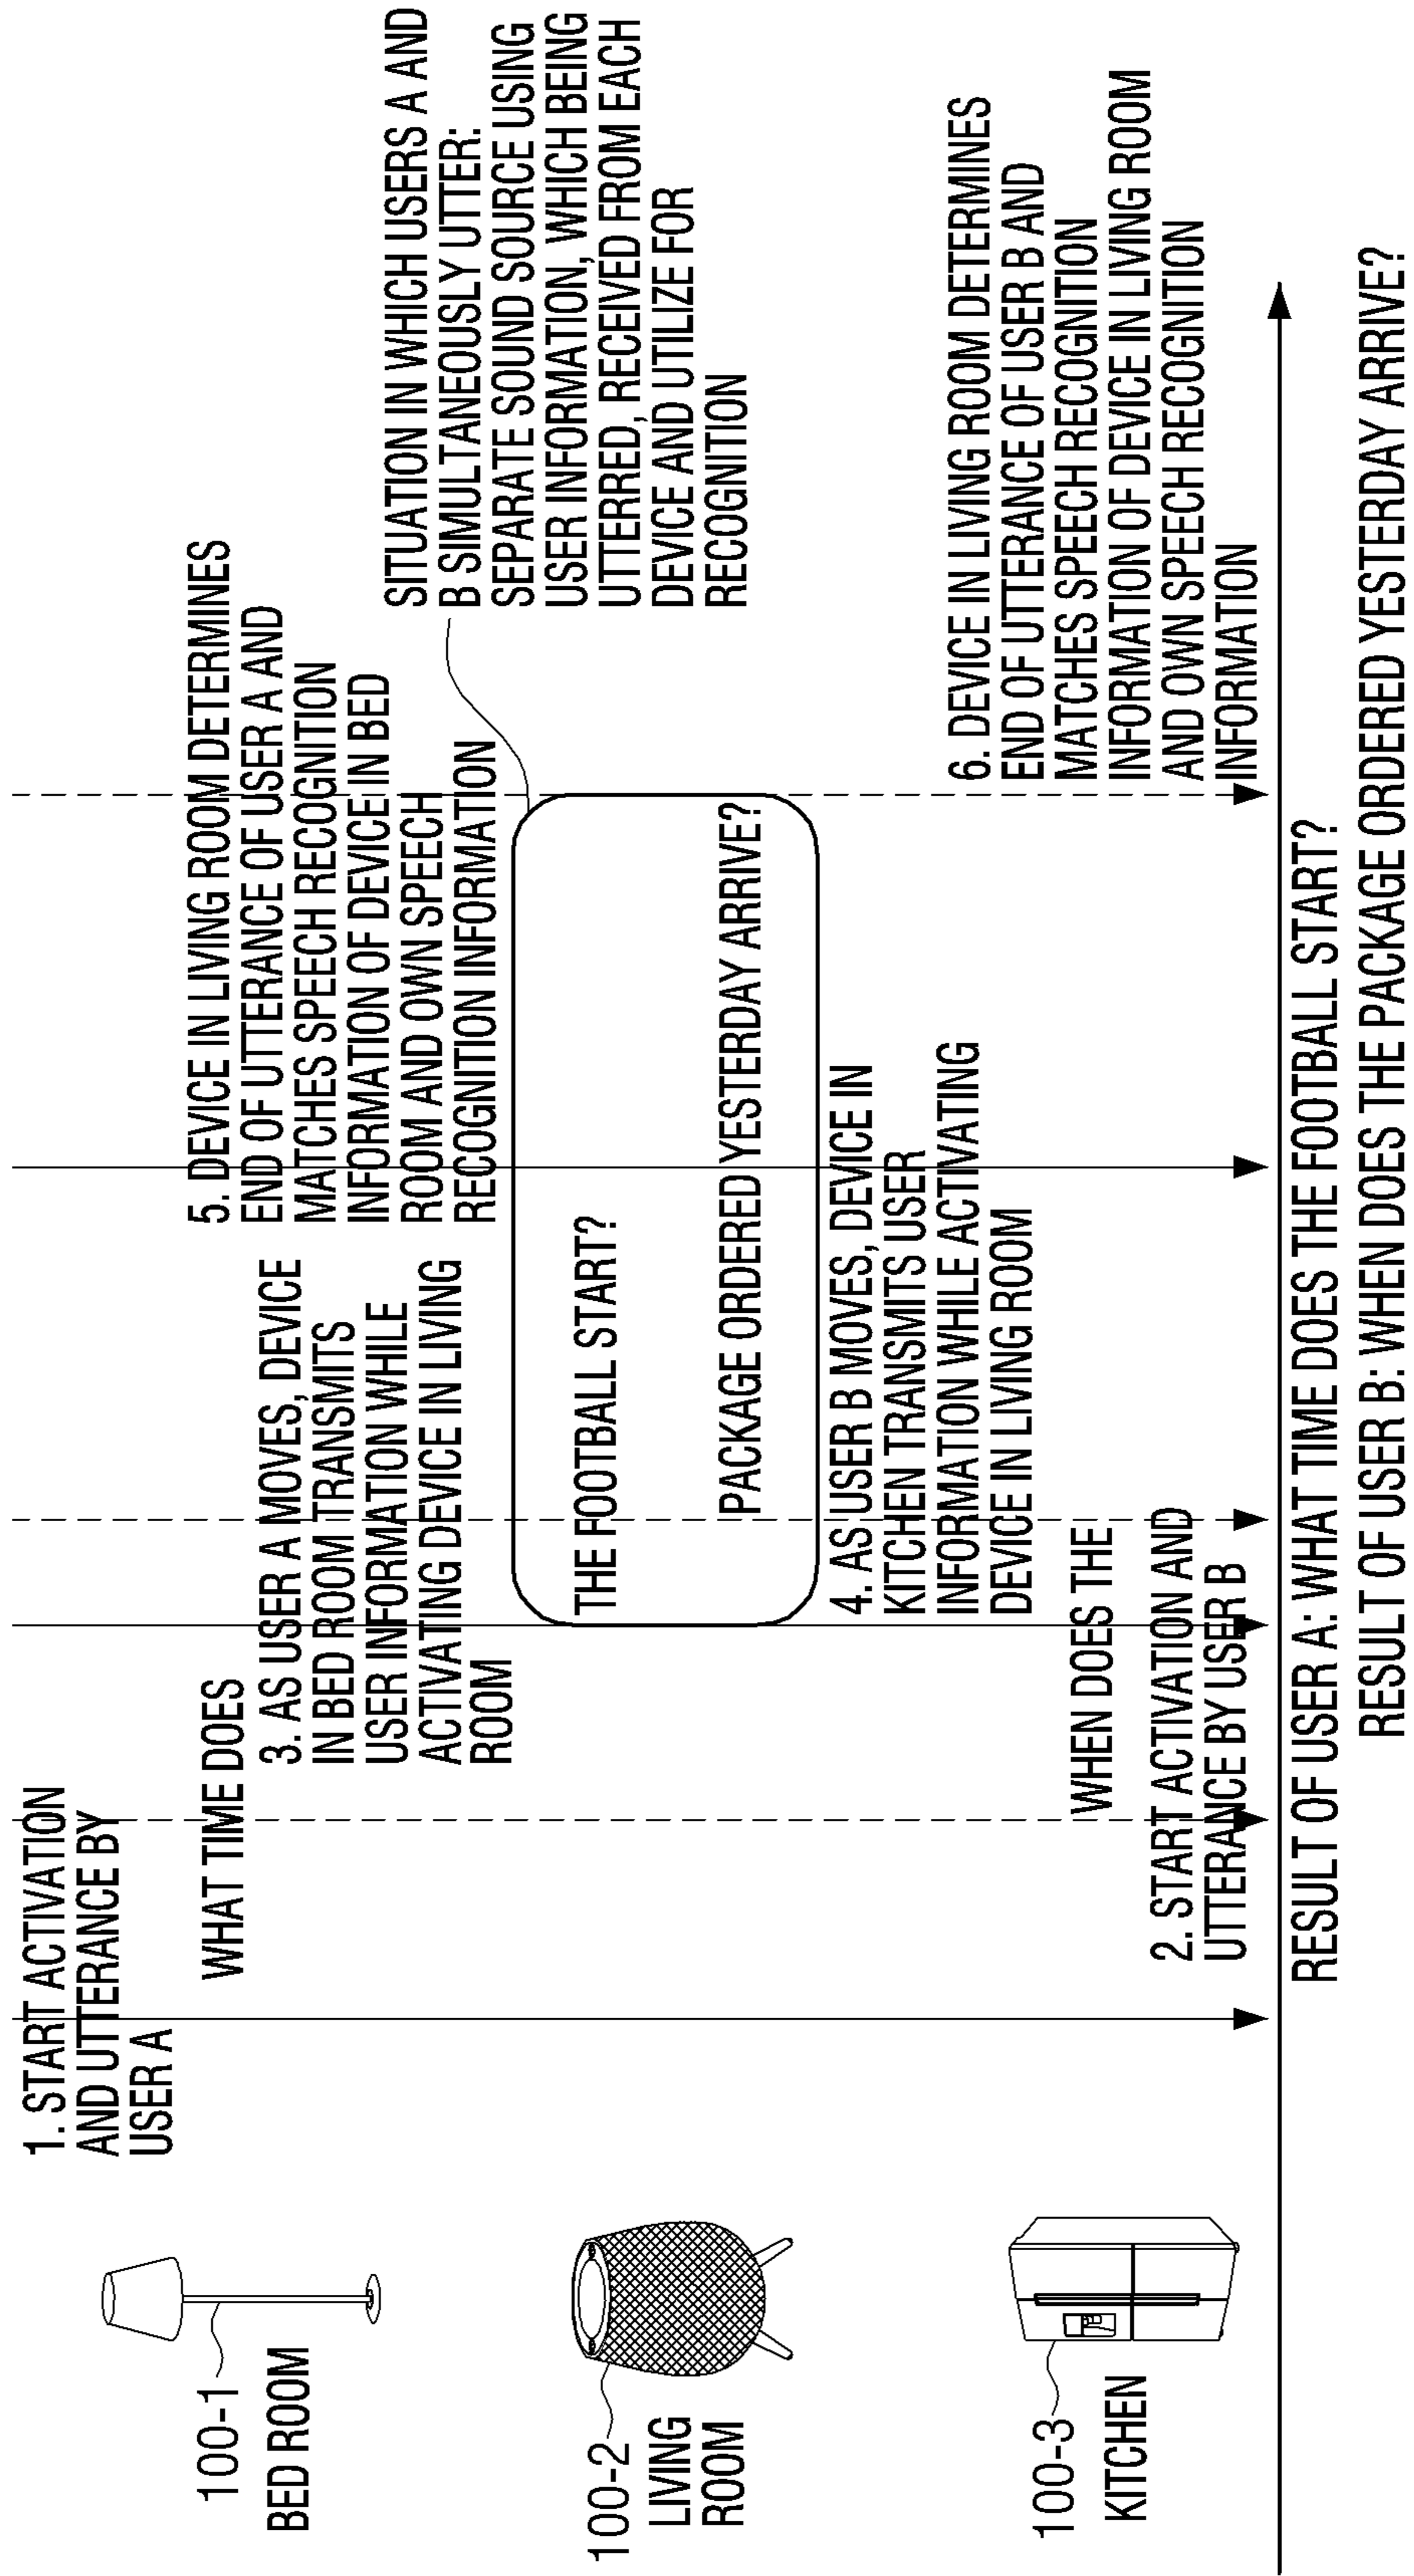 1. START ACTIVATION
AND UTTERANCE BY
USER A
100-1
BED ROOM
WHAT TIME DOES
3. AS USER A MOVES, DEVICE
IN BED ROOM TRANSMITS
USER INFORMATION WHILE
ACTIVATING DEVICE IN LIVING
ROOM
5. DEVICE IN LIVING ROOM DETERMINES
END OF UTTERANCE OF USER A AND
MATCHES SPEECH RECOGNITION
INFORMATION OF DEVICE IN BED
ROOM AND OWN SPEECH
RECOGNITION INFORMATION
SITUATION IN WHICH USERS A AND
B SIMULTANEOUSLY UTTER:
SEPARATE SOUND SOURCE USING
USER INFORMATION, WHICH BEING
UTTERRED, RECEIVED FROM EACH
DEVICE AND UTILIZE FOR
RECOGNITION
100-2
LIVING
ROOM
THE FOOTBALL START?
PACKAGE ORDERED YESTERDAY ARRIVE?
4. AS USER B MOVES, DEVICE IN
KITCHEN TRANSMITS USER
INFORMATION WHILE ACTIVATING
DEVICE IN LIVING ROOM
6. DEVICE IN LIVING ROOM DETERMINES
END OF UTTERANCE OF USER B AND
MATCHES SPEECH RECOGNITION
INFORMATION OF DEVICE IN LIVING ROOM
AND OWN SPEECH RECOGNITION
INFORMATION
100-3
KITCHEN
WHEN DOES THE
2. START ACTIVATION AND
UTTERANCE BY USER B
RESULT OF USER A: WHAT TIME DOES THE FOOTBALL START?
RESULT OF USER B: WHEN DOES THE PACKAGE ORDERED YESTERDAY ARRIVE?